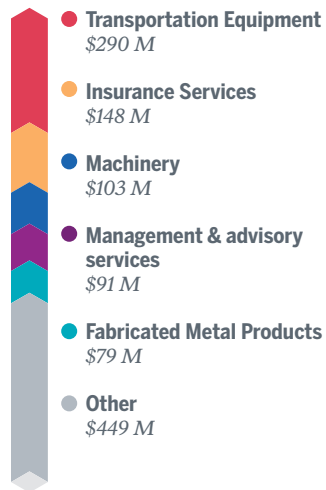 Transportation Equipment
$290 M
Insurance Services
$148 M
Machinery
$103 M
Management & advisory
services
$91 M
Fabricated Metal Products
$79 M
Other
$449 M